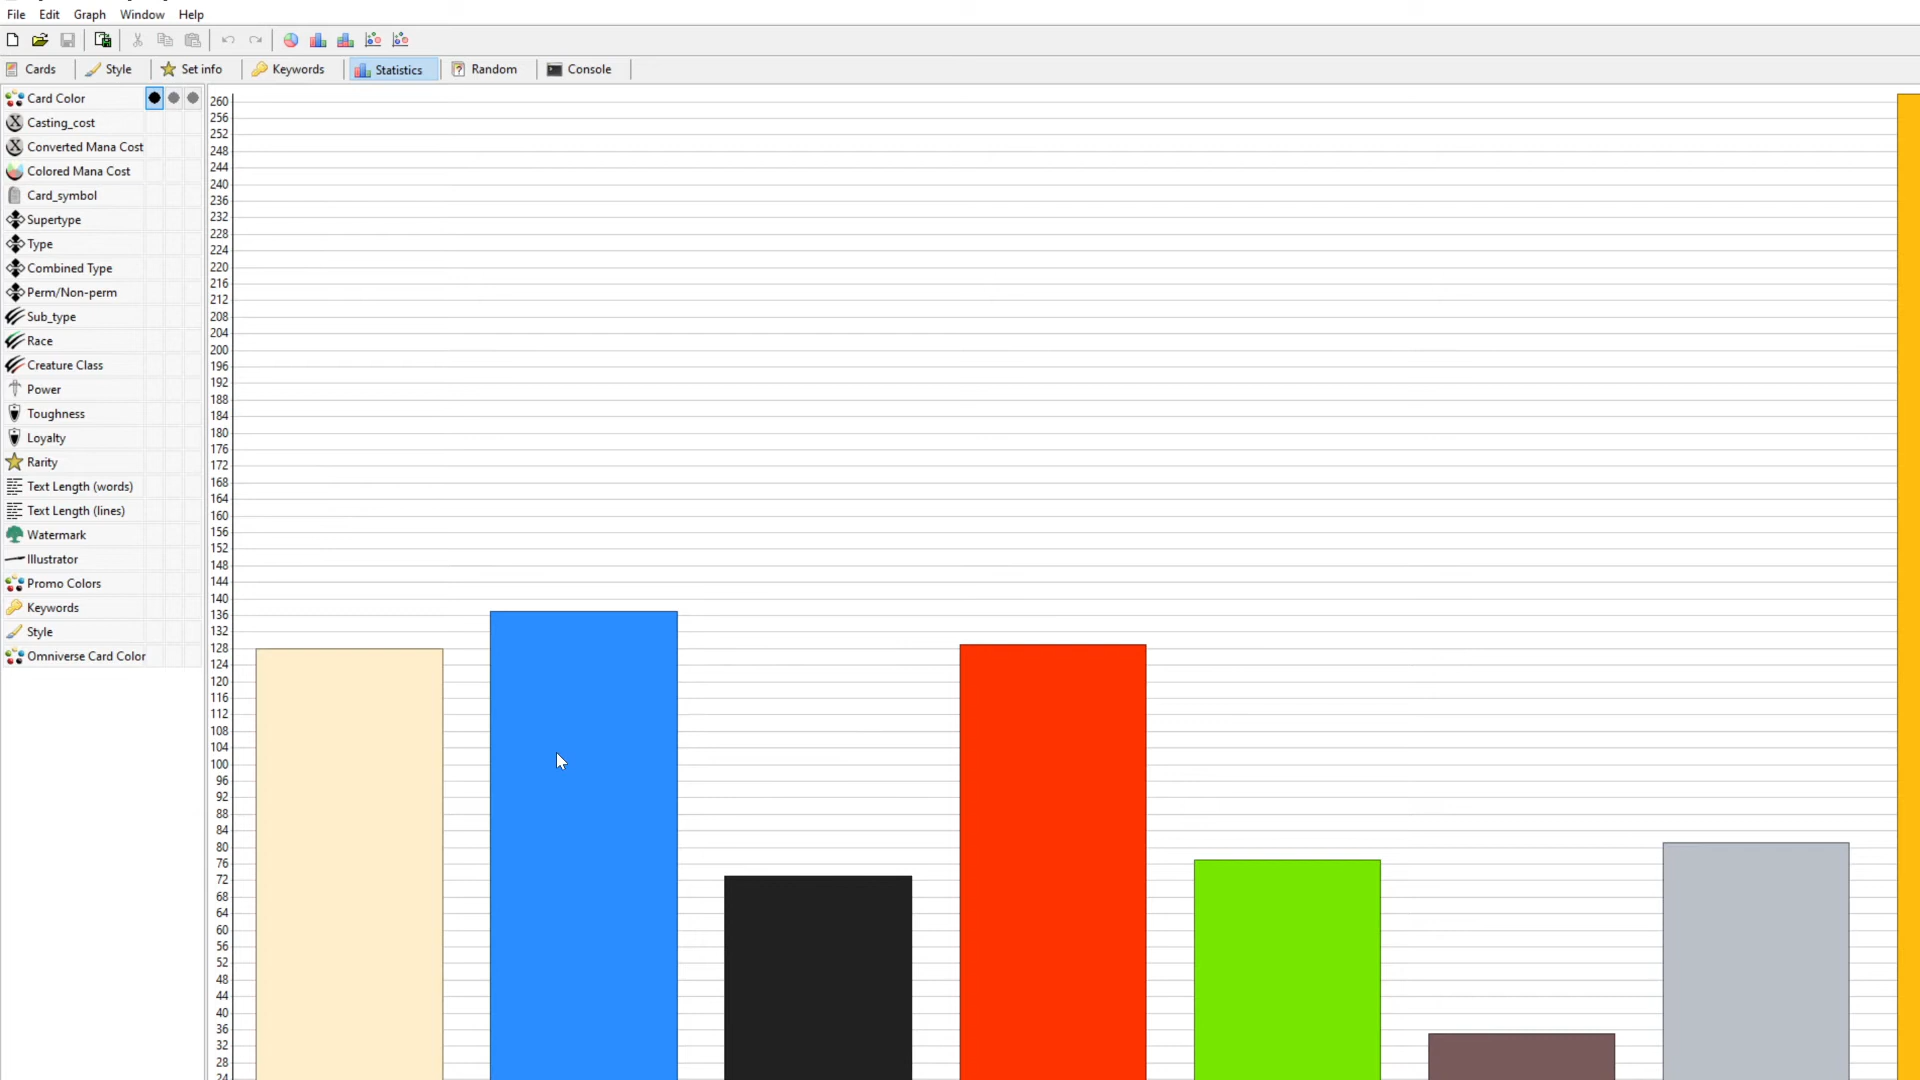 File Edit Graph Window Help
Cards Style Set info Keywords Statistics Random Console
Card Color
Casting_cost
Converted Mana Cost
Colored Mana Cost
Card_symbol
Supertype
Type
Combined Type
Perm/Non-perm
Sub_type
Race
Creature Class
Power
Toughness
Loyalty
Rarity
Text Length (words)
Text Length (lines)
Watermark
Illustrator
Promo Colors
Keywords
Style
Omniverse Card Color
260
256
252
248
244
240
236
232
228
224
220
216
212
208
204
200
196
192
188
184
180
176
172
168
164
160
156
152
148
144
140
136
132
128
124
120
116
112
108
104
100
96
92
88
84
80
76
72
68
64
60
56
52
48
44
40
36
32
28
24